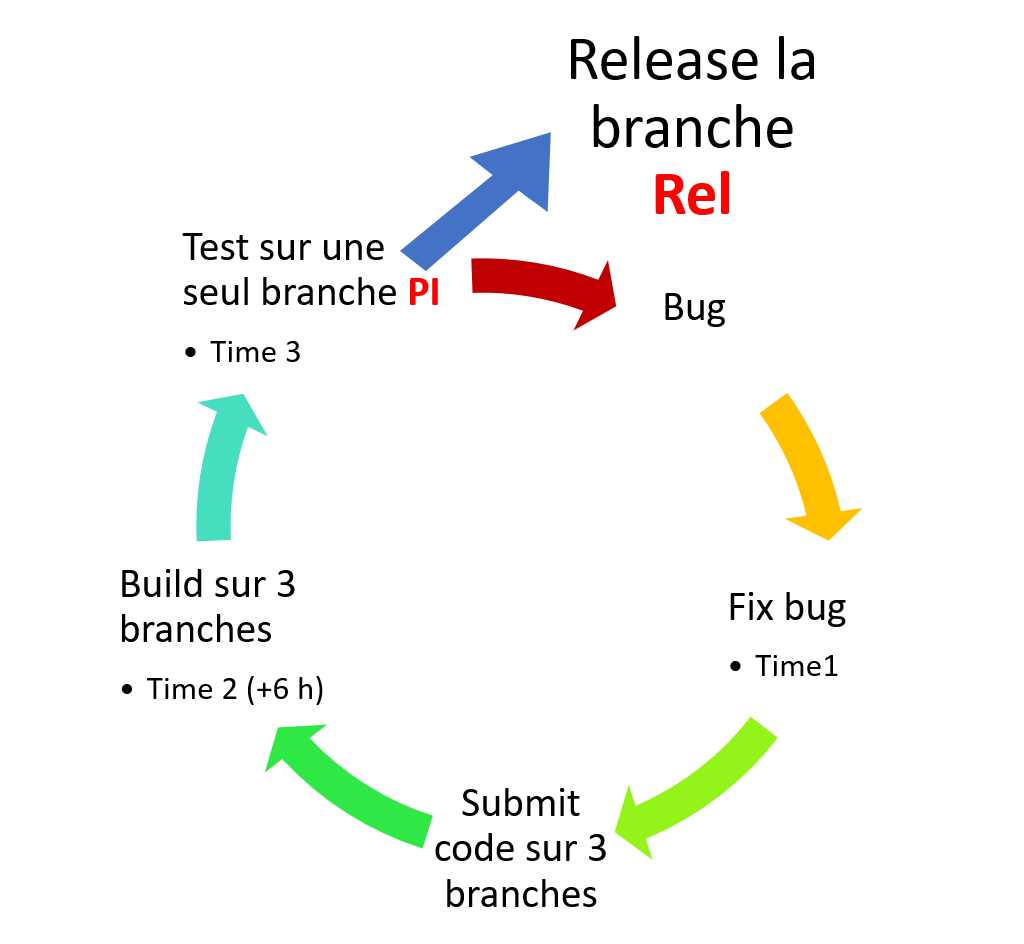 Release la
branche
Rel
Test sur une
seul branche PI
• Time 3
Bug
Build sur 3
branches
• Time 2 (+6 h)
Fix bug
• Time1
Submit
code sur 3
branches